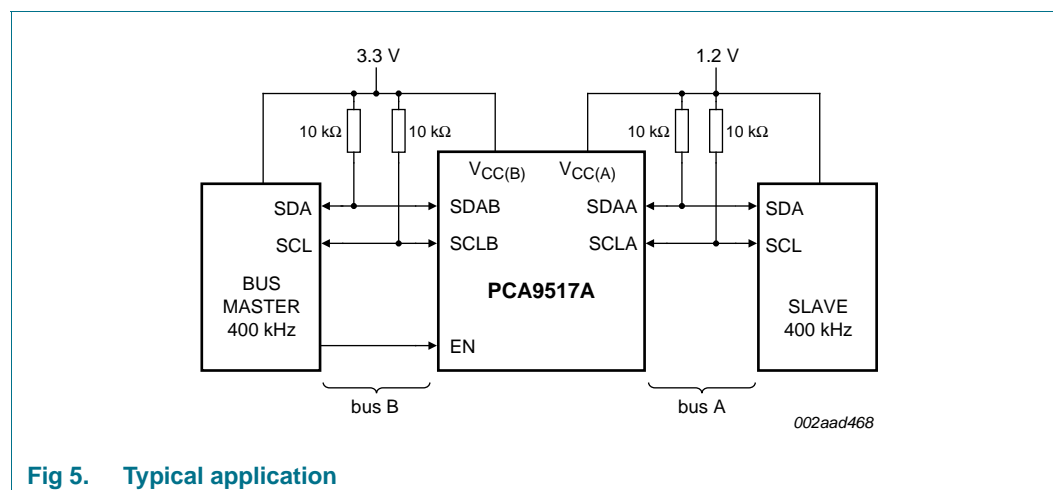 3.3 V 1.2 V
10 kΩ 10 kΩ 10 kΩ 10 kΩ
VCC(B) VCC(A)
SDA SDAB SDAA SDA
SCL SCLB SCLA SCL
BUS
MASTER
400 kHz
PCA9517A
SLAVE
400 kHz
EN
bus B bus A
002aad468
Fig 5. Typical application